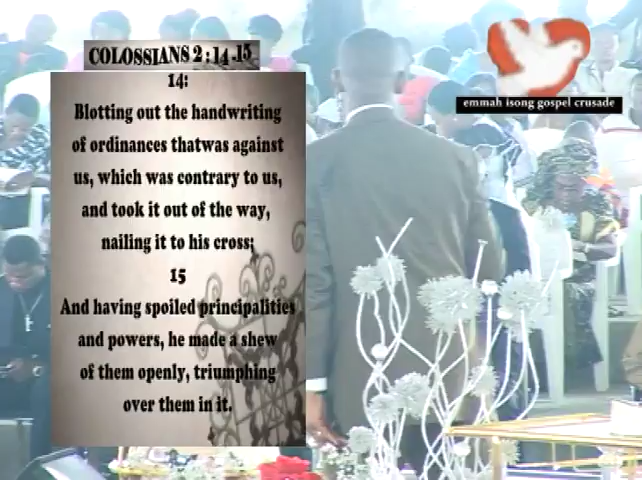 COLOSSIANS 2:14-15
14:
Blotting out the handwriting
of ordinances thatwas against
us, which was contrary to us,
and took it out of the way,
nailing it to his cross;
15
And having spoiled principalities
and powers, he made a shew
of them openly, triumphing
over them in it.
emmah isong gospel crusade